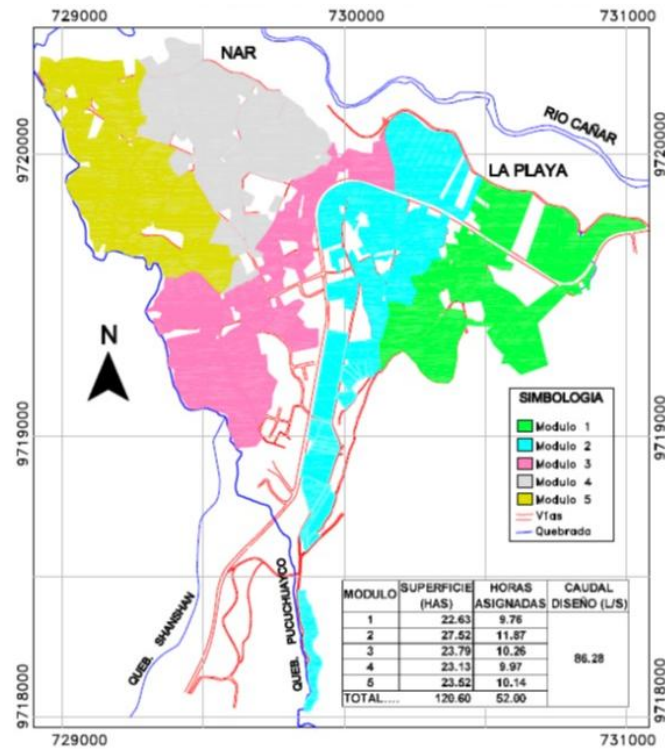 729000 730000 731000
NAR
RIO CAÑAR
9720000 9720000
LA PLAYA
N
SIMBOLOGIA
Modulo 1
Modulo 2
Modulo 3
Modulo 4
Modulo 5
Vías
Quebrada
9719000 9719000
QUEB. SHANSHAN
QUEB. PUCUCHUAYCO
MODULO SUPERFICIE (HAS) HORAS ASIGNADAS CAUDAL DISEÑO (L/S)
1 22.63 9.76
2 27.52 11.87
3 23.79 10.26 86.28
4 23.13 9.97
5 23.52 10.14
TOTAL.... 120.60 52.00
9718000 9718000
729000 730000 731000